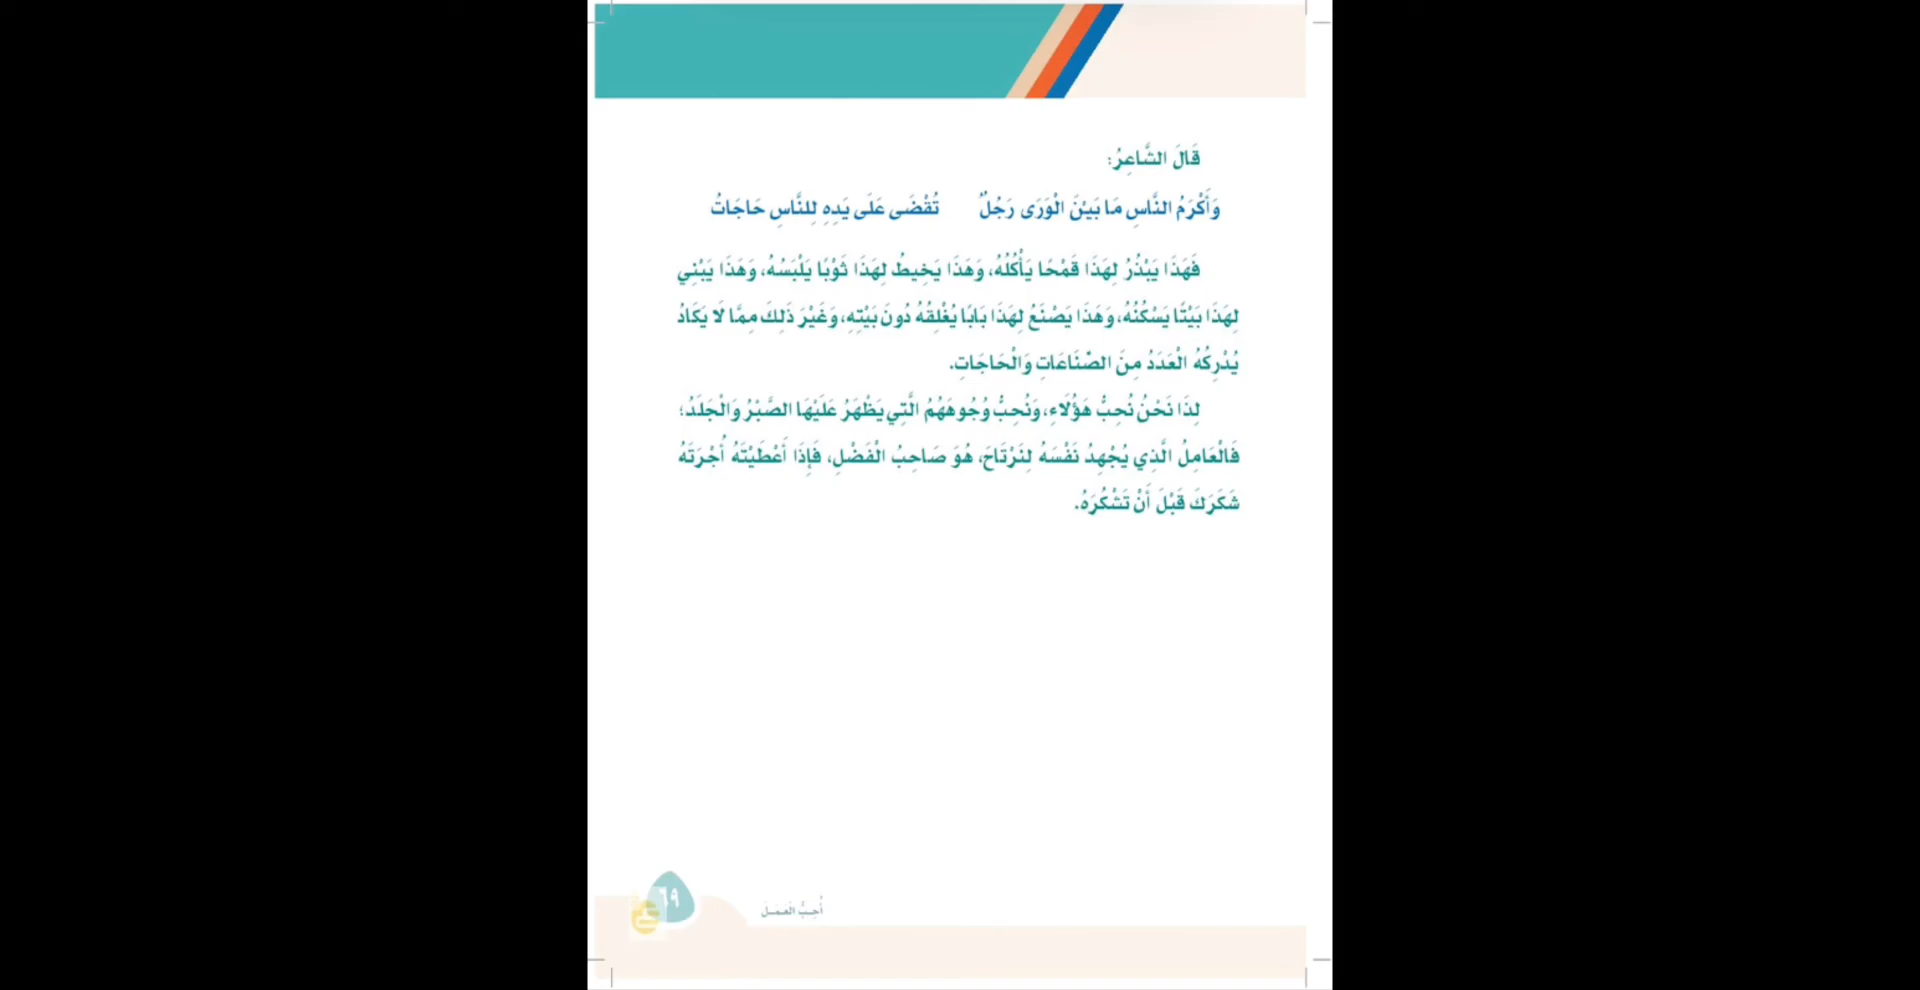 قَالَ الشَّاعِرُ:
وَأَكْرَمُ النَّاسِ مَا بَيْنَ الْوَرَى رَجُلٌ تُقْضَى عَلَى يَدِهِ لِلنَّاسِ حَاجَاتُ
فَهَذَا يَبْذُرُ لِهَذَا قَمْحًا يَأْكُلُهُ، وَهَذَا يَخِيطُ لِهَذَا ثَوْبًا يَلْبَسُهُ، وَهَذَا يَبْنِي
لِهَذَا بَيْتًا يَسْكُنُهُ، وَهَذَا يَصْنَعُ لِهَذَا بَابًا يُغْلِقُهُ دُونَ بَيْتِهِ، وَغَيْرَ ذَلِكَ مِمَّا لَا يَكَادُ
يُدْرِكُهُ الْعَدَدُ مِنَ الصِّنَاعَاتِ وَالْحَاجَاتِ.
لِذَا نَحْنُ نُحِبُّ هَؤُلَاءِ، وَنُحِبُّ وُجُوهَهُمُ الَّتِي يَظْهَرُ عَلَيْهَا الصَّبْرُ وَالْجَلَدُ؛
فَالْعَامِلُ الَّذِي يُجْهِدُ نَفْسَهُ لِنَرْتَاحَ، هُوَ صَاحِبُ الْفَضْلِ، فَإِذَا أَعْطَيْتَهُ أُجْرَتَهُ
شَكَرَكَ قَبْلَ أَنْ تَشْكُرَهُ.
أُحِبُّ الْعَمَلَ
٦٩